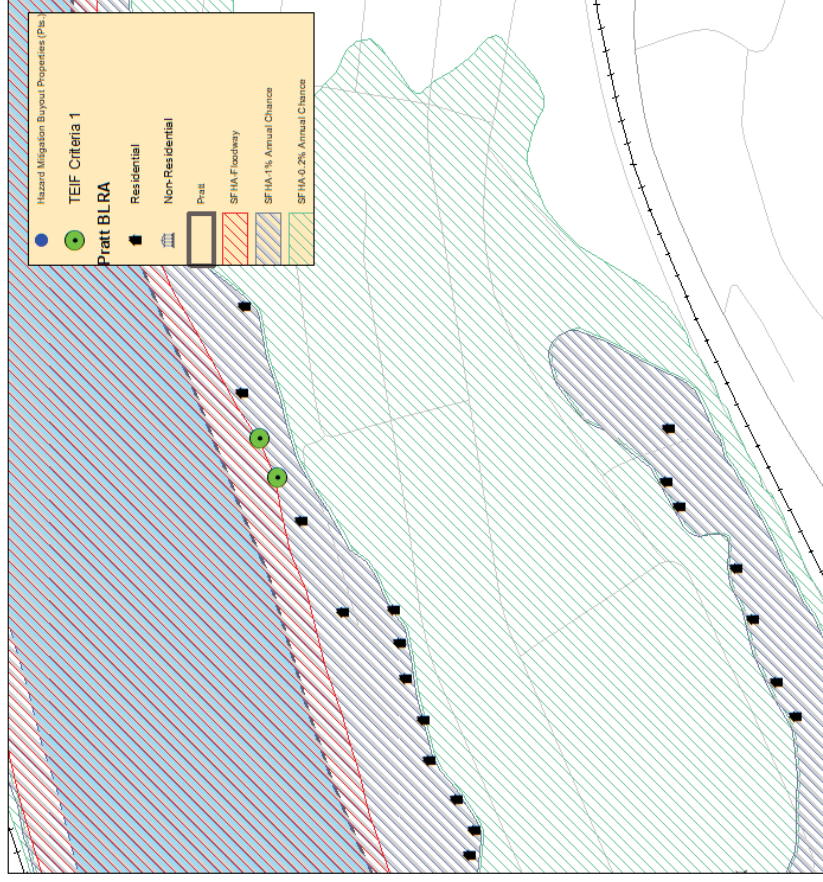 Hazard Mitigation Buyout Properties (Pts.)
TEIF Criteria 1
Pratt BLRA
Residential
Non-Residential
Pratt
SFHA-Floodway
SFHA-1% Annual Chance
SFHA-0.2% Annual Chance